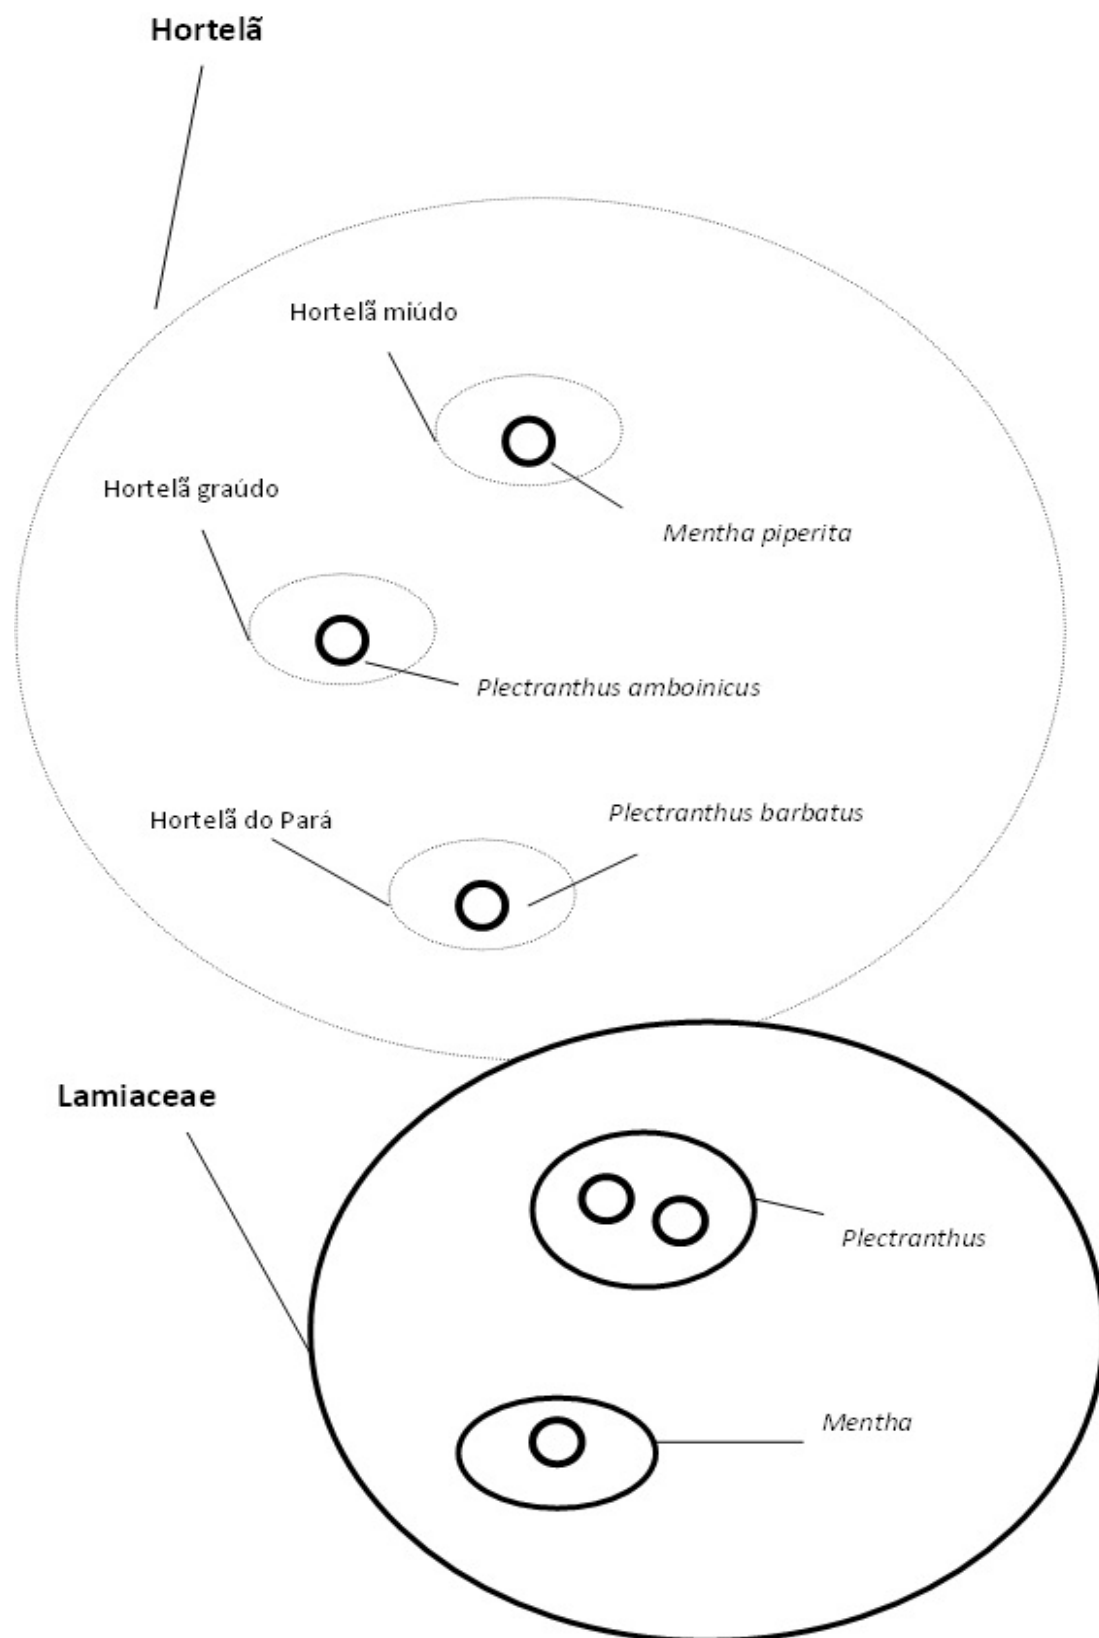 Hortelã
Hortelã miúdo
Hortelã graúdo
Mentha piperita
Plectranthus amboinicus
Hortelã do Pará
Plectranthus barbatus
Lamiaceae
Plectranthus
Mentha